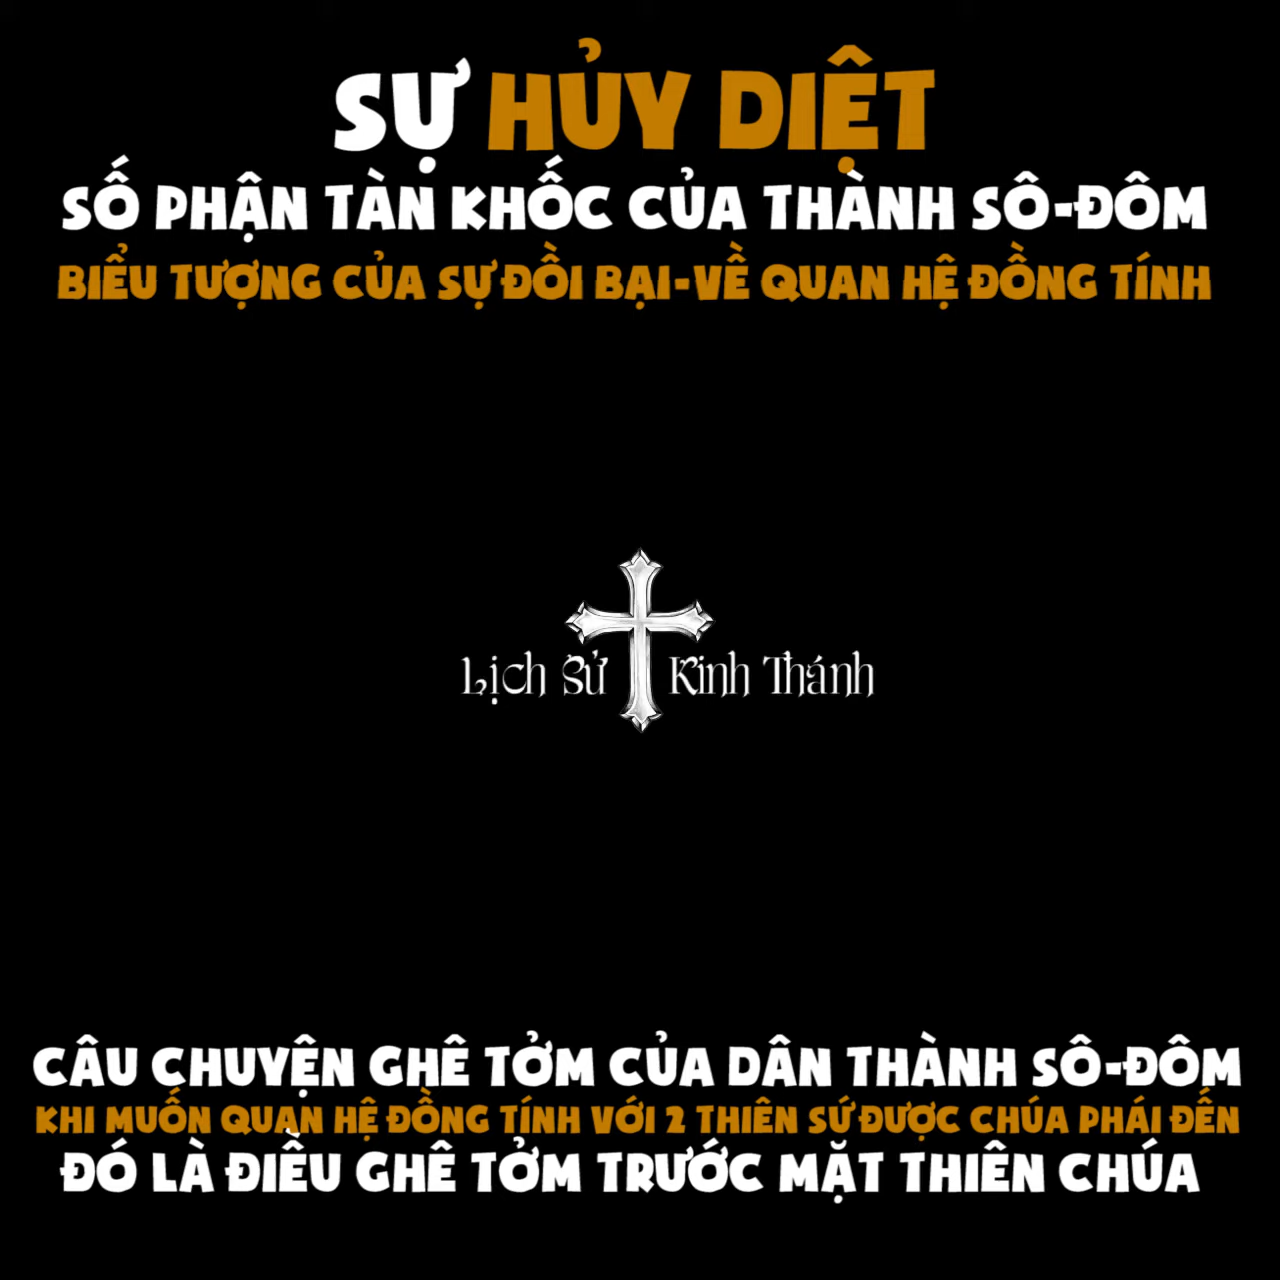 SỰ HỦY DIỆT
SỐ PHẬN TÀN KHỐC CỦA THÀNH SÔ-ĐÔM
BIỂU TƯỢNG CỦA SỰ ĐỒI BẠI-VỀ QUAN HỆ ĐỒNG TÍNH
Lịch Sử Kinh Thánh
CÂU CHUYỆN GHÊ TỞM CỦA DÂN THÀNH SÔ-ĐÔM
KHI MUỐN QUAN HỆ ĐỒNG TÍNH VỚI 2 THIÊN SỨ ĐƯỢC CHÚA PHÁI ĐẾN
ĐÓ LÀ ĐIỀU GHÊ TỞM TRƯỚC MẶT THIÊN CHÚA